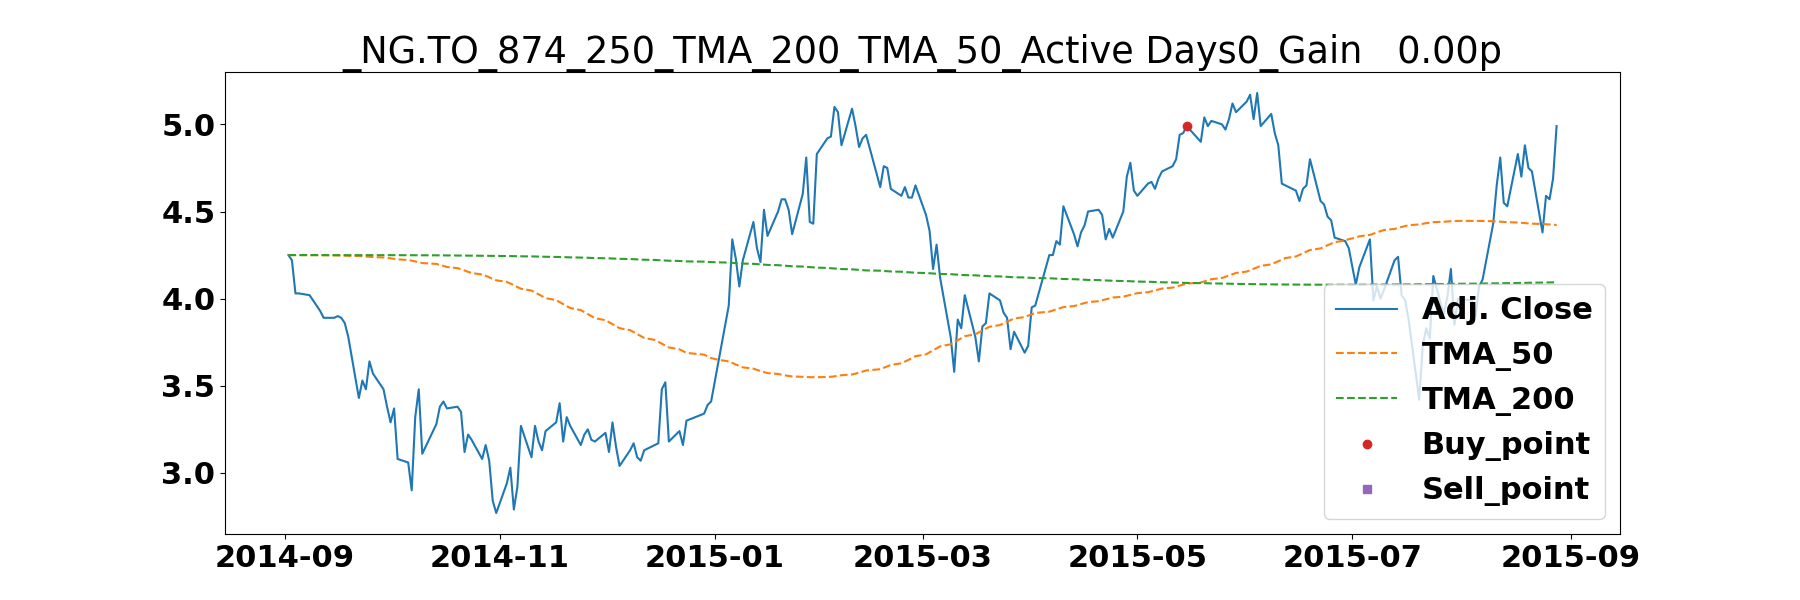 _NG.TO_874_250_TMA_200_TMA_50_Active Days0_Gain   0.00p
5.0
4.5
4.0
3.5
3.0
Adj. Close
TMA_50
TMA_200
Buy_point
Sell_point
2014-09 2014-11 2015-01 2015-03 2015-05 2015-07 2015-09